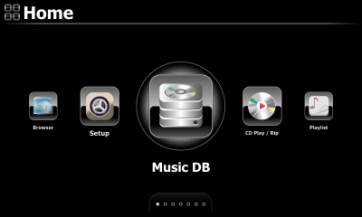 Home
Browser
Setup
Music DB
CD Play / Rip
Playlist